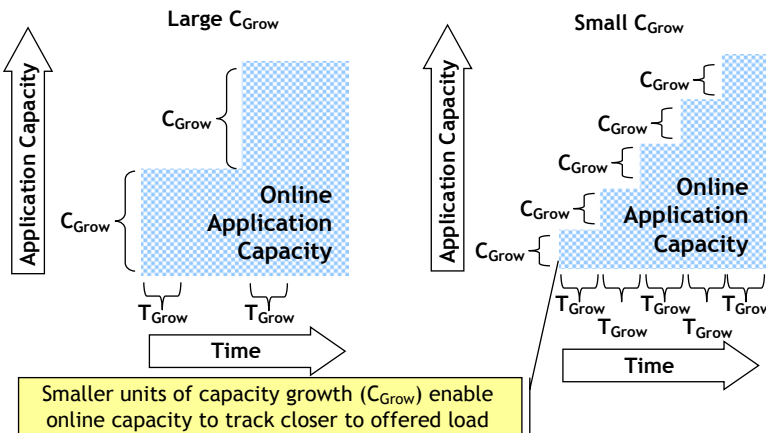 Large CGrow
Application Capacity
CGrow
CGrow
Online
Application
Capacity
TGrow
TGrow
Time
Small CGrow
Application Capacity
CGrow
CGrow
CGrow
CGrow
CGrow
Online
Application
Capacity
TGrow
TGrow
TGrow
TGrow
TGrow
Time
Smaller units of capacity growth (CGrow) enable
online capacity to track closer to offered load